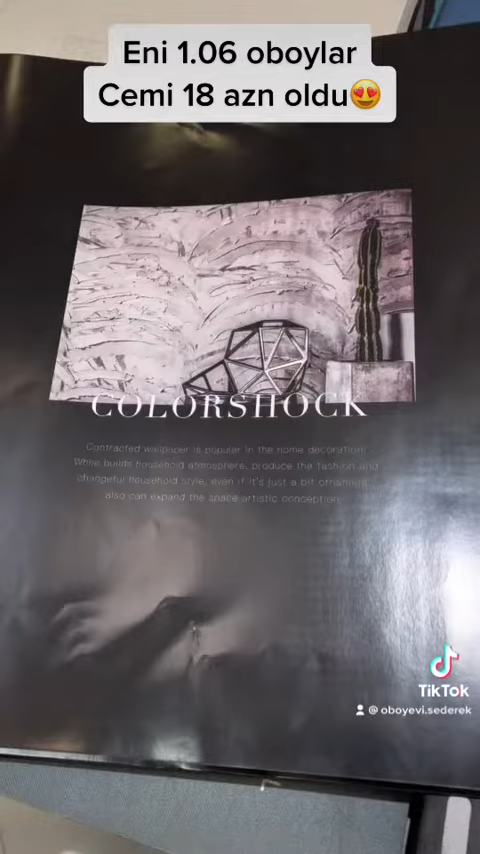 Eni 1.06 oboylar
Cemi 18 azn oldu😍
COLORSHOCK
Contracted wallpaper is popular in the home decoration.
While builds household atmosphere, produce the fashion and
changeful household style, even if it's just a bit ornament,
also can expand the space artistic conception.
TikTok
@ oboyevi.sederek